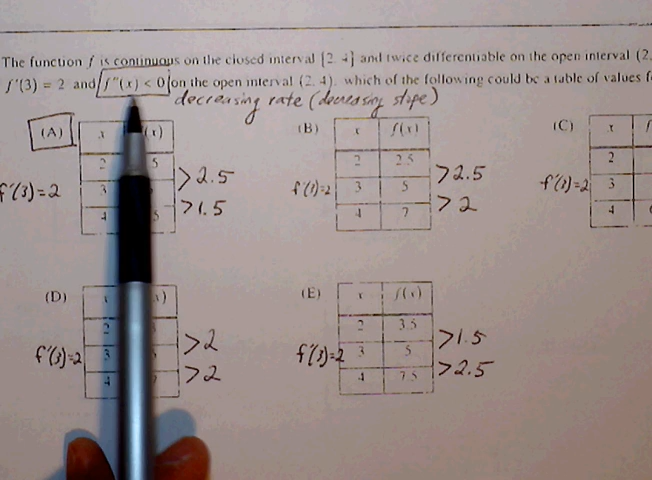 The function f is continuous on the closed interval [2, 4] and twice differentiable on the open interval (2,
f'(3) = 2 and f''(x) < 0 on the open interval (2, 4), which of the following could be a table of values
decreasing rate (decreasing slope)
(A)
x (x)
2 5
3
4 5
f'(3)=2
>2.5
>1.5
(B)
x f(x)
2 2.5
3 5
4 7
f'(3)=2
>2.5
>2
(C)
x f
2
3
4
f'(3)=2
(D)
x x)
2
3
4
f'(3)=2
>2
>2
(E)
x f(x)
2 3.5
3 5
4 7.5
f'(3)=2
>1.5
>2.5